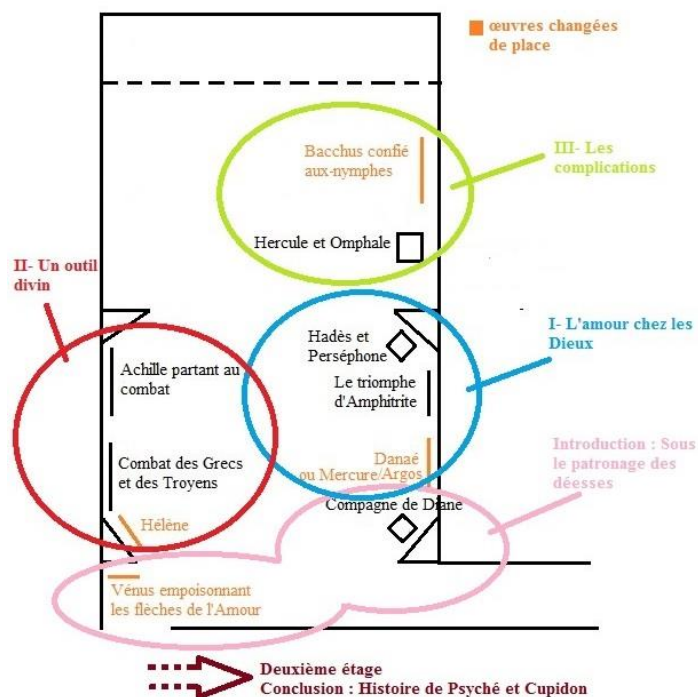 œuvres changées
de place
III- Les
complications
Bacchus confié
aux-nymphes
Hercule et Omphale
II- Un outil
divin
I- L'amour chez les
Dieux
Hadès et
Perséphone
Achille partant au
combat
Le triomphe
d'Amphitrite
Introduction : Sous
le patronage des
déesses
Danaé
ou Mercure/Argos
Combat des Grecs
et des Troyens
Compagne de Diane
Hélène
Vénus empoisonnant
les flèches de l'Amour
Deuxième étage
Conclusion : Histoire de Psyché et Cupidon